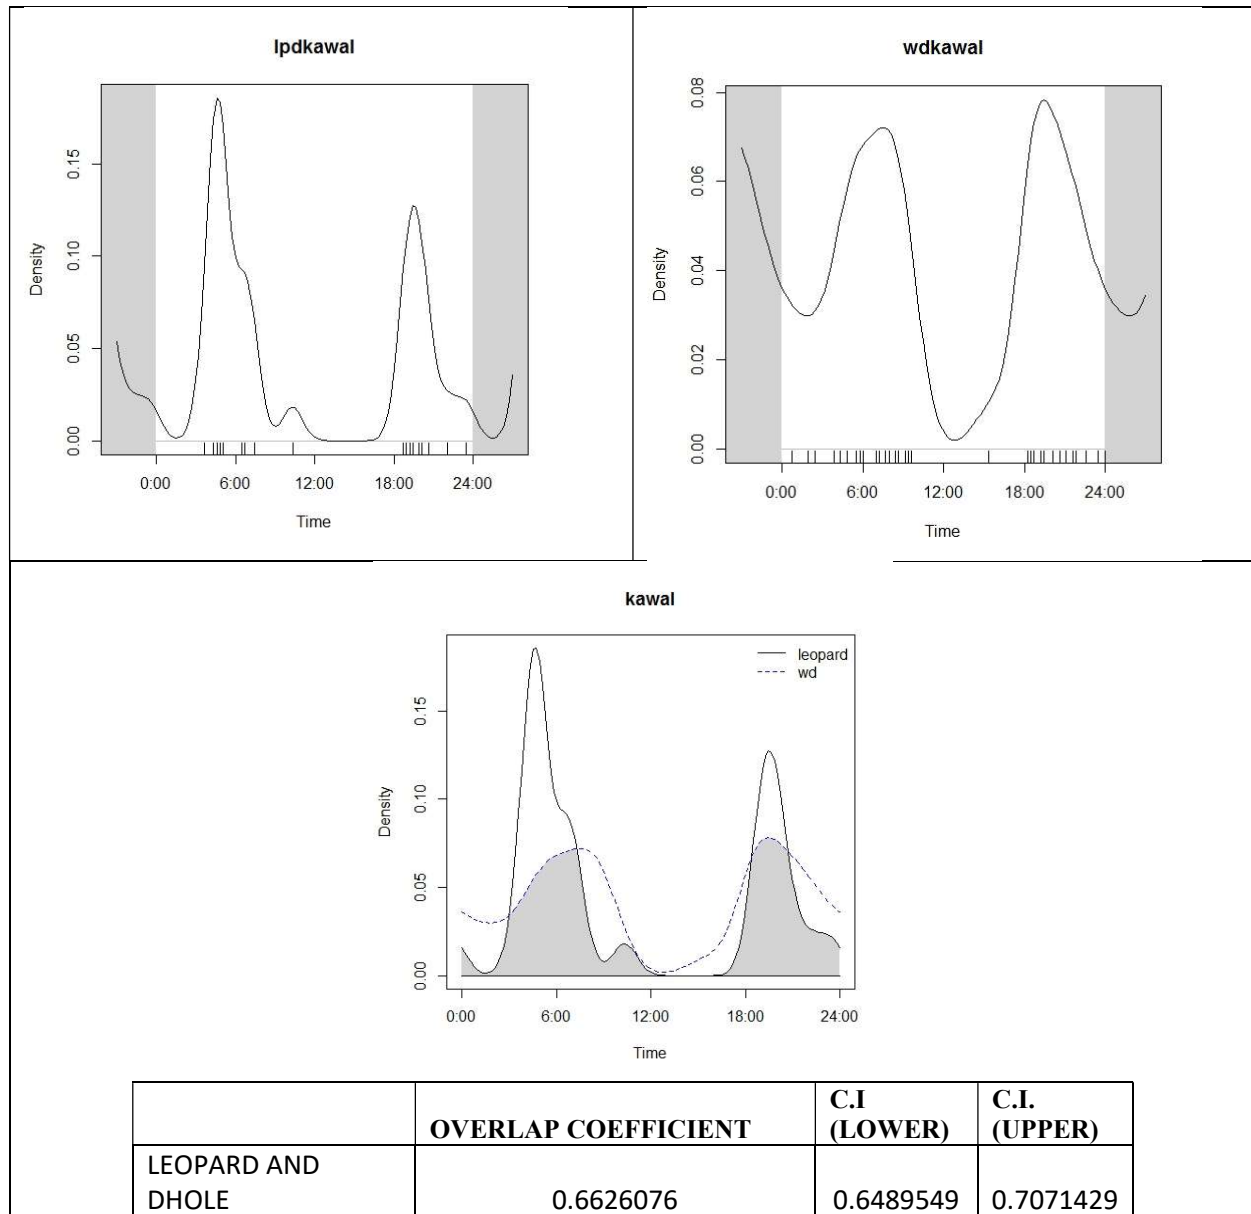 lpdkawal
Density
0.00
0.05
0.10
0.15
0:00 6:00 12:00 18:00 24:00
Time
wdkawal
Density
0.00
0.02
0.04
0.06
0.08
0:00 6:00 12:00 18:00 24:00
Time
kawal
leopard
wd
Density
0.00
0.05
0.10
0.15
0:00 6:00 12:00 18:00 24:00
Time
OVERLAP COEFFICIENT
C.I
(LOWER)
C.I.
(UPPER)
LEOPARD AND
DHOLE
0.6626076
0.6489549
0.7071429